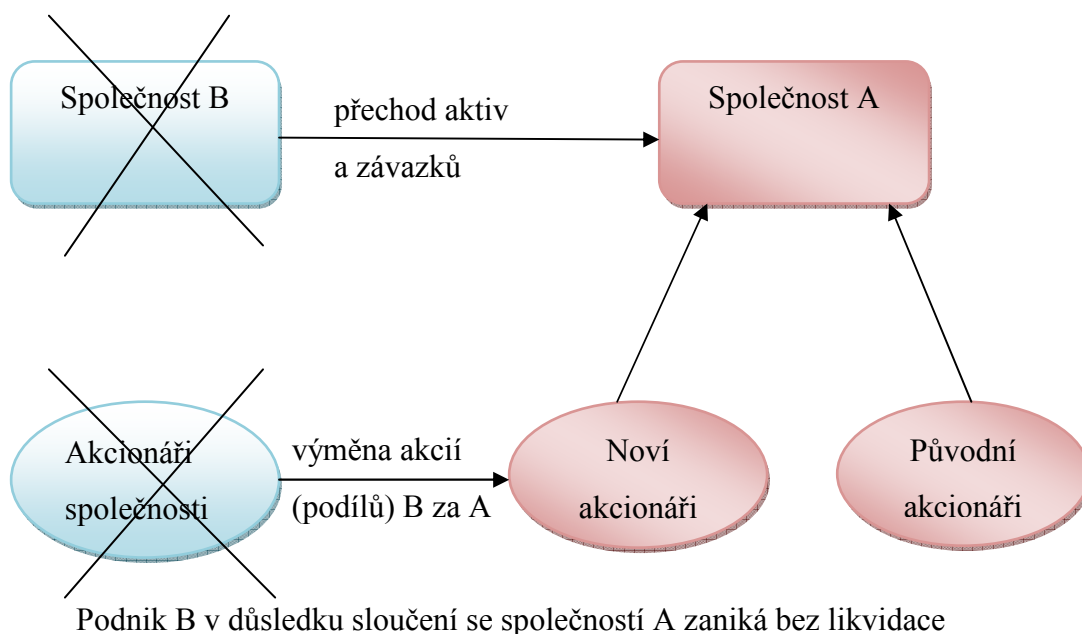 Společnost B
Společnost A
přechod aktiv
a závazků
Akcionáři
společnosti
výměna akcií
(podílů) B za A
Noví
akcionáři
Původní
akcionáři
Podnik B v důsledku sloučení se společností A zaniká bez likvidace